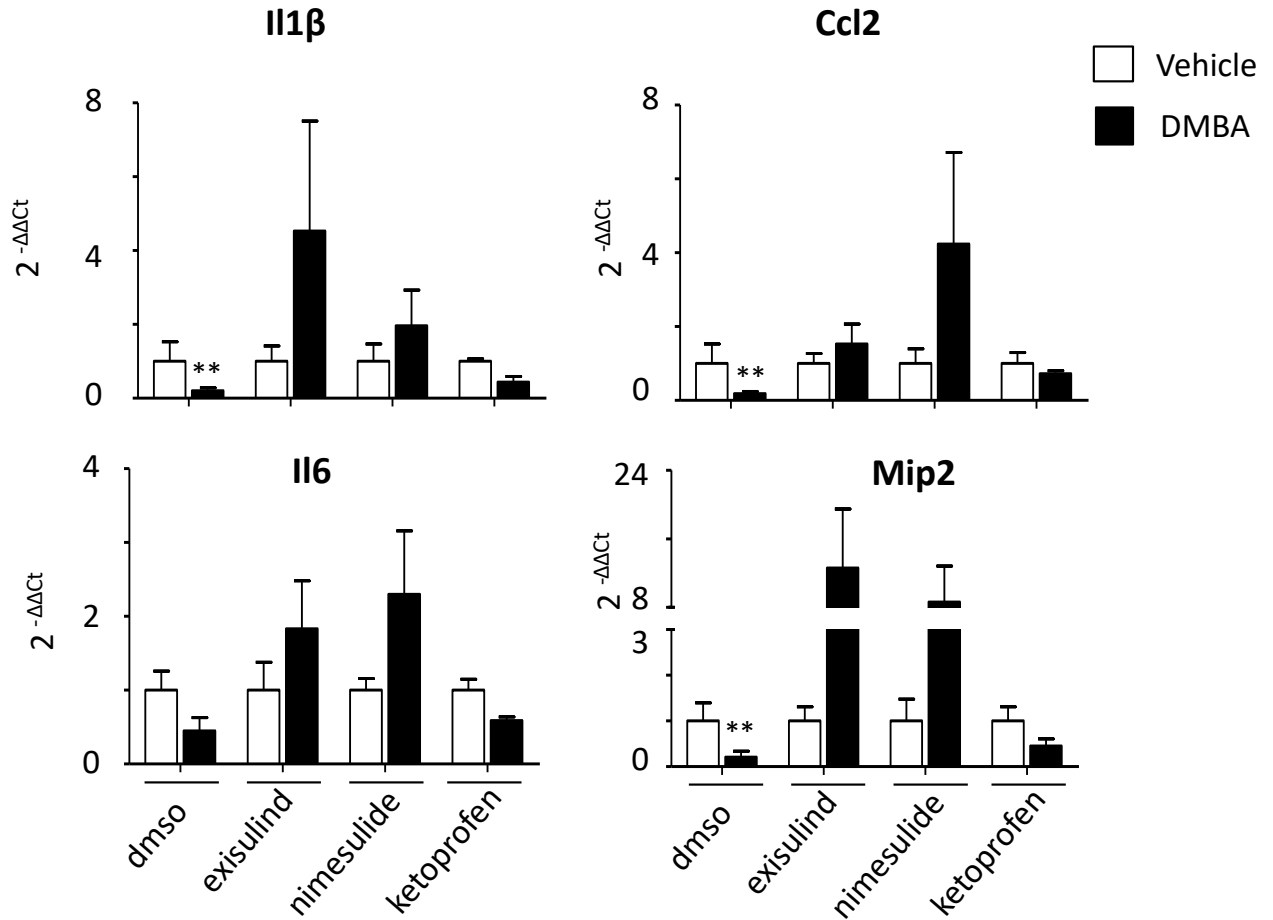 Il1β
Ccl2
Vehicle
DMBA
8
4
0
2 -ΔΔCt
**
8
4
0
2 -ΔΔCt
**
Il6
Mip2
4
2
0
2 -ΔΔCt
24
8
3
0
2 -ΔΔCt
**
dmso
exisulind
nimesulide
ketoprofen
dmso
exisulind
nimesulide
ketoprofen